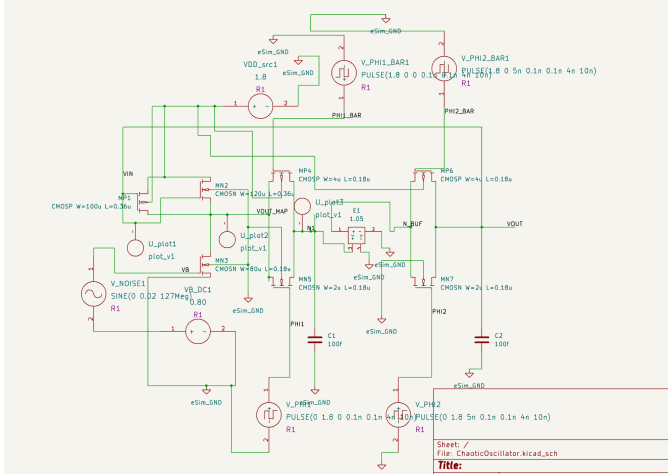 eSim_GND
eSim_GND
VDD_src1
1.8
R1
eSim_GND
V_PHI1_BAR1
PULSE(1.8 0 0 0.1n 0.1n 4n 10n)
R1
V_PHI2_BAR1
PULSE(1.8 0 5n 0.1n 0.1n 4n 10n)
R1
1
2
PHI1_BAR
PHI2_BAR
VIN
MP1
CMOSP W=100u L=0.36u
MN2
CMOSN W=120u L=0.36u
MP4
CMOSP W=4u L=0.18u
MP6
CMOSP W=4u L=0.18u
U_plot3
plot_v1
E1
1.05
VOUT_MAP
N1
N_BUF
VOUT
U_plot1
plot_v1
U_plot2
plot_v1
MN3
CMOSN W=80u L=0.18u
VB
eSim_GND
eSim_GND
MN5
CMOSN W=2u L=0.18u
MN7
CMOSN W=2u L=0.18u
V_NOISE1
SINE(0 0.02 127Meg)
R1
VB_DC1
0.80
R1
1
2
eSim_GND
PHI1
PHI2
C1
100f
C2
100f
eSim_GND
eSim_GND
eSim_GND
eSim_GND
V_PHI1
PULSE(0 1.8 0 0.1n 0.1n 4n 10n)
R1
V_PHI2
PULSE(0 1.8 5n 0.1n 0.1n 4n 10n)
R1
Sheet: /
File: ChaoticOscillator.kicad_sch
Title: